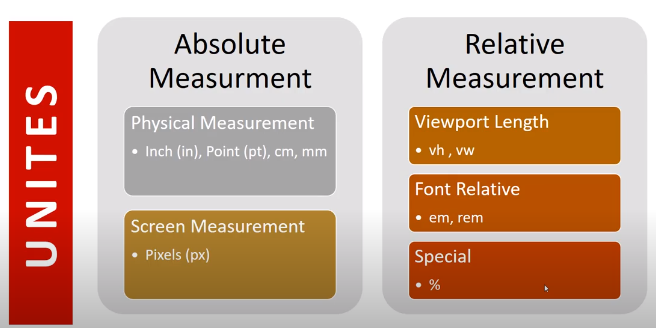 UNITES
Absolute
Measurment
Physical Measurement
• Inch (in), Point (pt), cm, mm
Screen Measurement
• Pixels (px)
Relative
Measurement
Viewport Length
• vh , vw
Font Relative
• em, rem
Special
• %